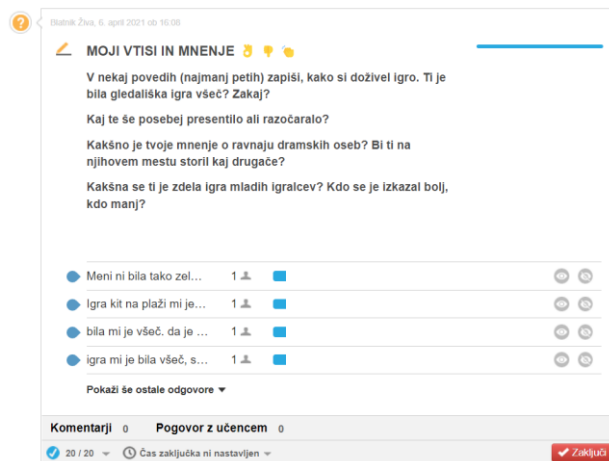 Blatnik Živa, 6. april 2021 ob 16:08
MOJI VTISI IN MNENJE
V nekaj povedih (najmanj petih) zapiši, kako si doživel igro. Ti je
bila gledališka igra všeč? Zakaj?
Kaj te še posebej presentilo ali razočaralo?
Kakšno je tvoje mnenje o ravnaju dramskih oseb? Bi ti na
njihovem mestu storil kaj drugače?
Kakšna se ti je zdela igra mladih igralcev? Kdo se je izkazal bolj,
kdo manj?
Meni ni bila tako zel... 1
Igra kit na plaži mi je... 1
bila mi je všeč. da je ... 1
igra mi je bila všeč, s... 1
Pokaži še ostale odgovore
Komentarji 0 Pogovor z učencem 0
20 / 20 Čas zaključka ni nastavljen Zaključi